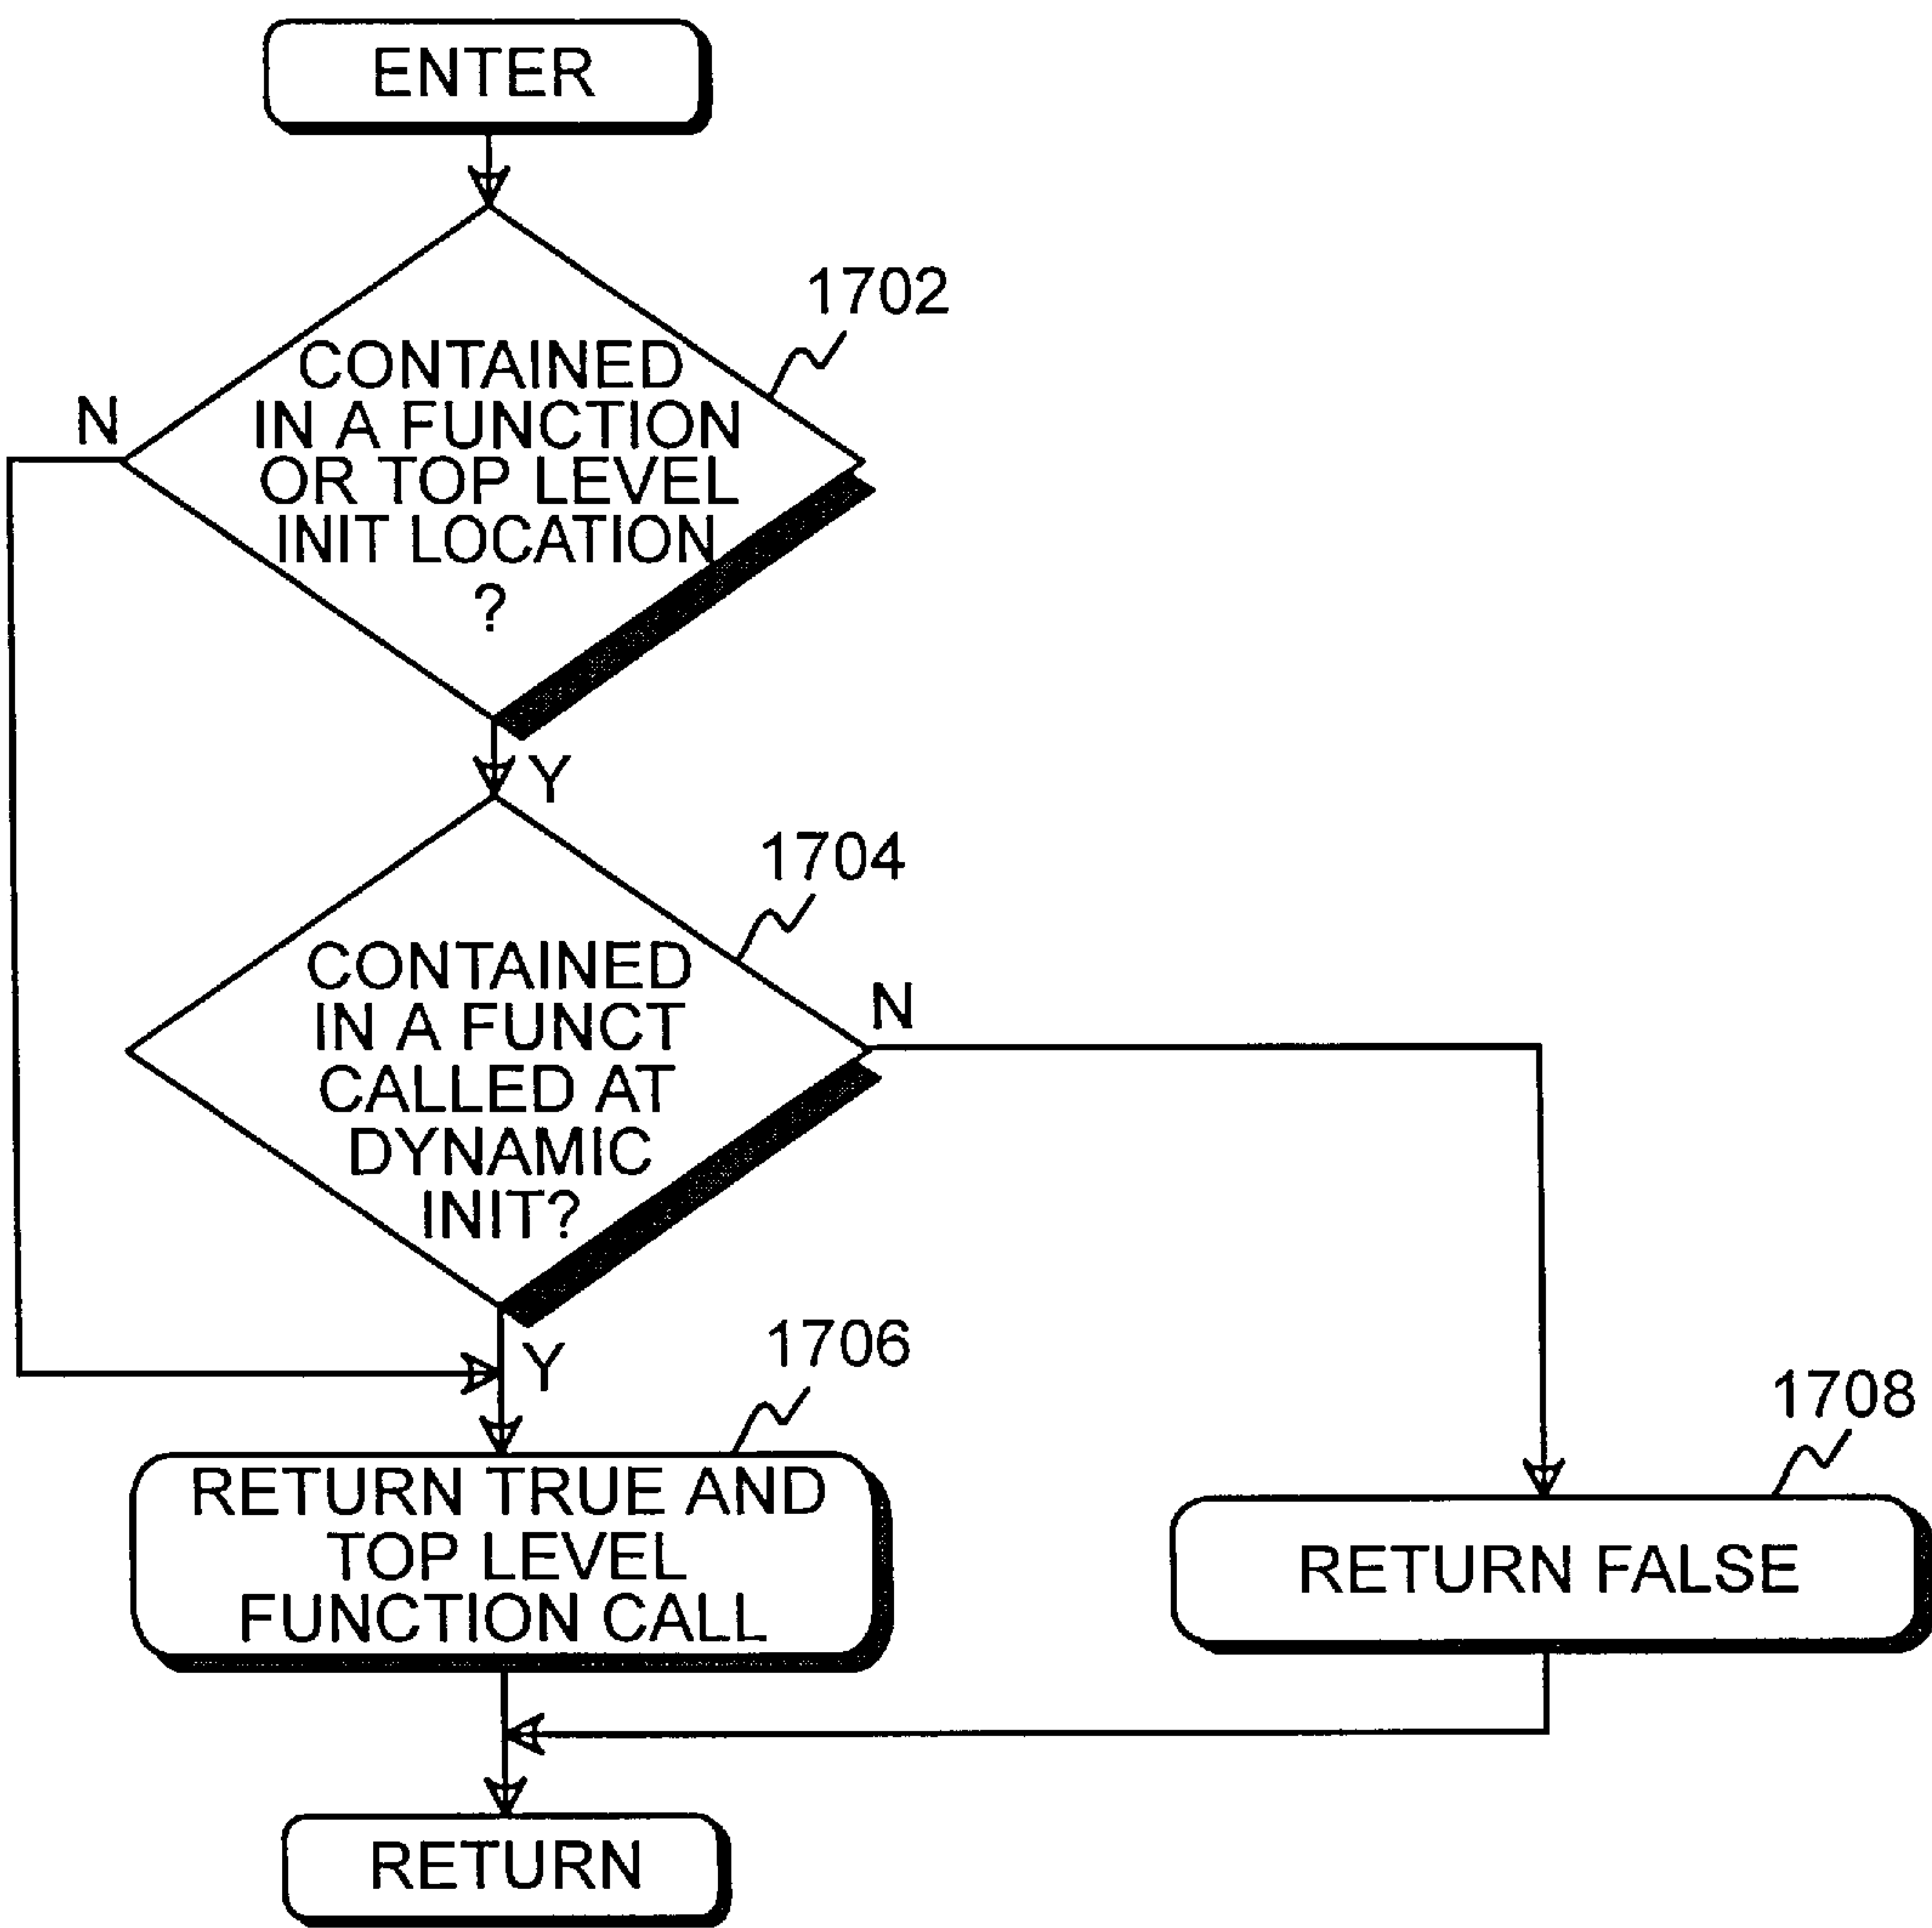 ENTER
1702
CONTAINED
IN A FUNCTION
OR TOP LEVEL
INIT LOCATION
?
N
Y
1704
CONTAINED
IN A FUNCT
CALLED AT
DYNAMIC
INIT?
N
Y
1706
RETURN TRUE AND
TOP LEVEL
FUNCTION CALL
1708
RETURN FALSE
RETURN